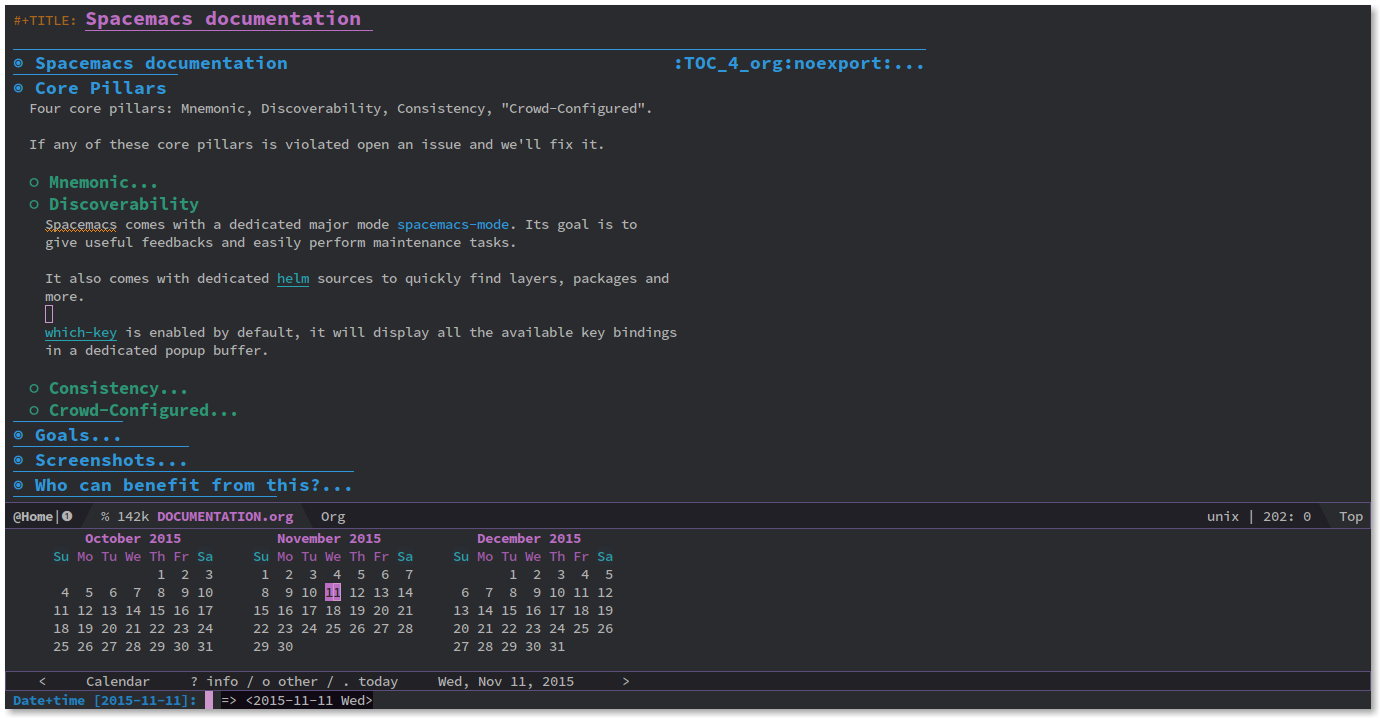 #+TITLE: Spacemacs documentation
Spacemacs documentation :TOC_4_org:noexport:...
Core Pillars
Four core pillars: Mnemonic, Discoverability, Consistency, "Crowd-Configured".
If any of these core pillars is violated open an issue and we'll fix it.
Mnemonic...
Discoverability
Spacemacs comes with a dedicated major mode spacemacs-mode. Its goal is to
give useful feedbacks and easily perform maintenance tasks.
It also comes with dedicated helm sources to quickly find layers, packages and
more.
which-key is enabled by default, it will display all the available key bindings
in a dedicated popup buffer.
Consistency...
Crowd-Configured...
Goals...
Screenshots...
Who can benefit from this?...
@Home|❶ % 142k DOCUMENTATION.org Org unix | 202: 0 Top
October 2015 November 2015 December 2015
Su Mo Tu We Th Fr Sa Su Mo Tu We Th Fr Sa Su Mo Tu We Th Fr Sa
1 2 3 1 2 3 4 5 6 7 1 2 3 4 5
4 5 6 7 8 9 10 8 9 10 11 12 13 14 6 7 8 9 10 11 12
11 12 13 14 15 16 17 15 16 17 18 19 20 21 13 14 15 16 17 18 19
18 19 20 21 22 23 24 22 23 24 25 26 27 28 20 21 22 23 24 25 26
25 26 27 28 29 30 31 29 30 27 28 29 30 31
< Calendar ? info / o other / . today Wed, Nov 11, 2015 >
Date+time [2015-11-11]: => <2015-11-11 Wed>